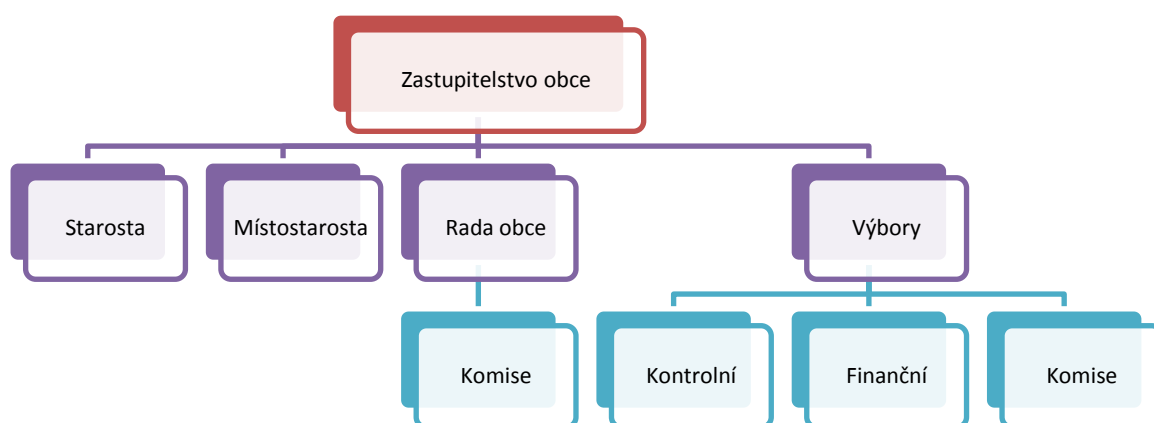 Zastupitelstvo obce
Starosta
Místostarosta
Rada obce
Výbory
Komise
Kontrolní
Finanční
Komise